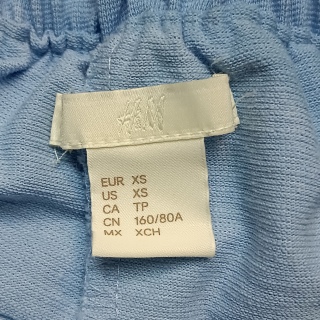 H&M
EUR XS
US XS
CA TP
CN 160/80A
MX XCH